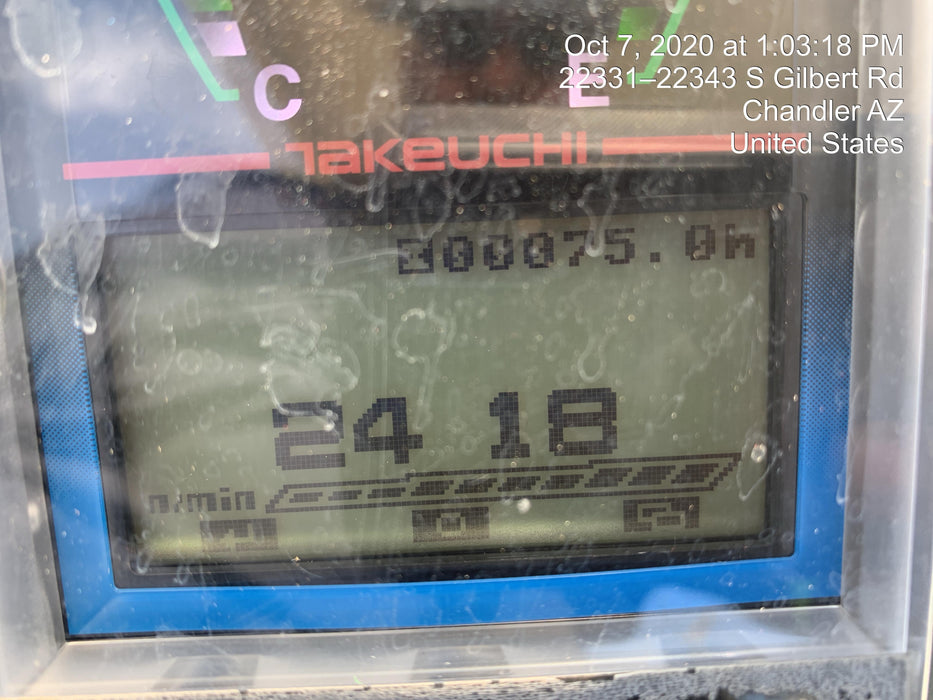 Oct 7, 2020 at 1:03:18 PM
22331–22343 S Gilbert Rd
Chandler AZ
United States
C E
TAKEUCHI
00075.0h
2418
n/min